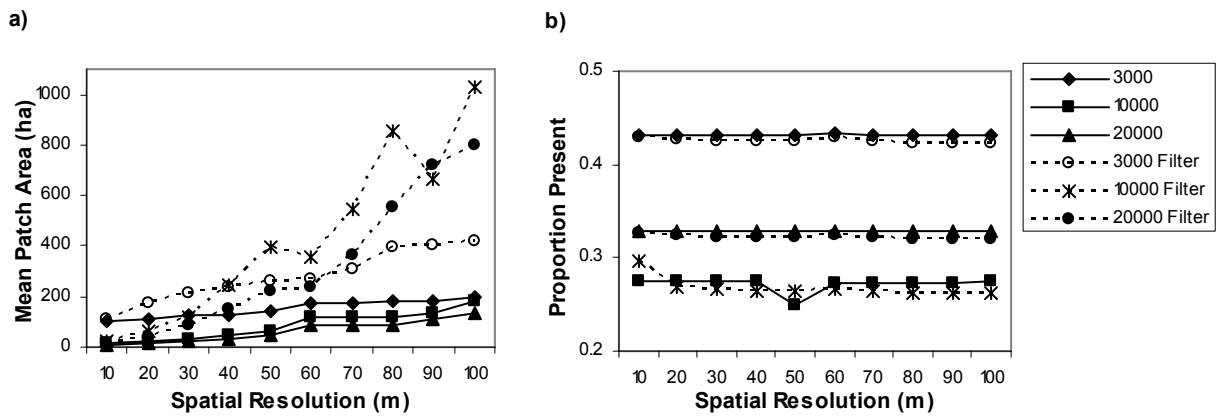 a)
Mean Patch Area (ha)
1000
800
600
400
200
0
10 20 30 40 50 60 70 80 90 100
Spatial Resolution (m)
b)
Proportion Present
0.5
0.4
0.3
0.2
10 20 30 40 50 60 70 80 90 100
Spatial Resolution (m)
3000
10000
20000
3000 Filter
10000 Filter
20000 Filter